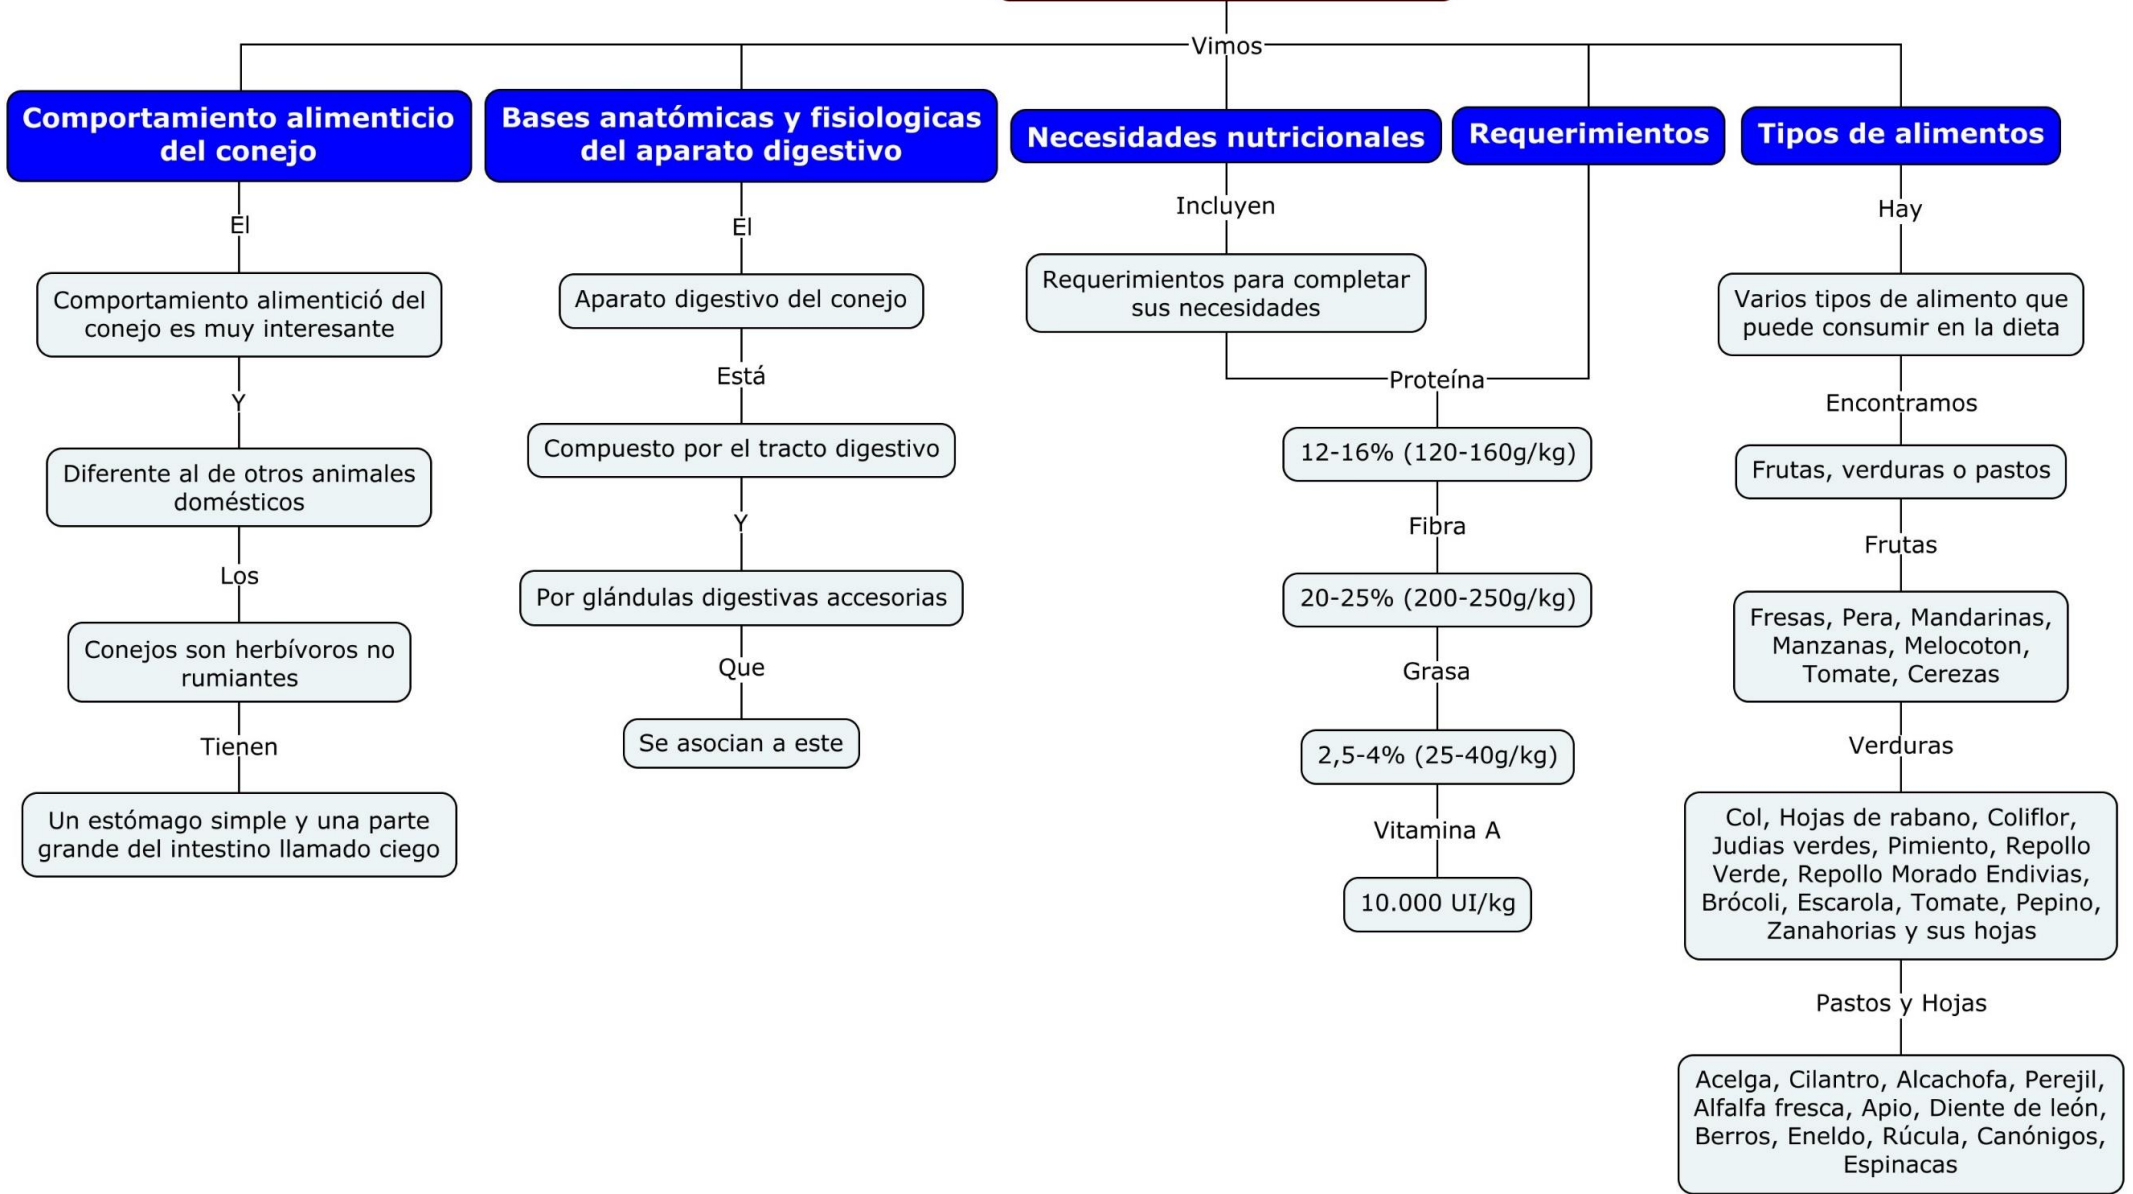 Vimos
Comportamiento alimenticio
del conejo
El
Comportamiento alimentició del
conejo es muy interesante
Y
Diferente al de otros animales
domésticos
Los
Conejos son herbívoros no
rumiantes
Tienen
Un estómago simple y una parte
grande del intestino llamado ciego
Bases anatómicas y fisiologicas
del aparato digestivo
El
Aparato digestivo del conejo
Está
Compuesto por el tracto digestivo
Y
Por glándulas digestivas accesorias
Que
Se asocian a este
Necesidades nutricionales
Incluyen
Requerimientos para completar
sus necesidades
Requerimientos
Proteína
12-16% (120-160g/kg)
Fibra
20-25% (200-250g/kg)
Grasa
2,5-4% (25-40g/kg)
Vitamina A
10.000 UI/kg
Tipos de alimentos
Hay
Varios tipos de alimento que
puede consumir en la dieta
Encontramos
Frutas, verduras o pastos
Frutas
Fresas, Pera, Mandarinas,
Manzanas, Melocoton,
Tomate, Cerezas
Verduras
Col, Hojas de rabano, Coliflor,
Judias verdes, Pimiento, Repollo
Verde, Repollo Morado Endivias,
Brócoli, Escarola, Tomate, Pepino,
Zanahorias y sus hojas
Pastos y Hojas
Acelga, Cilantro, Alcachofa, Perejil,
Alfalfa fresca, Apio, Diente de león,
Berros, Eneldo, Rúcula, Canónigos,
Espinacas